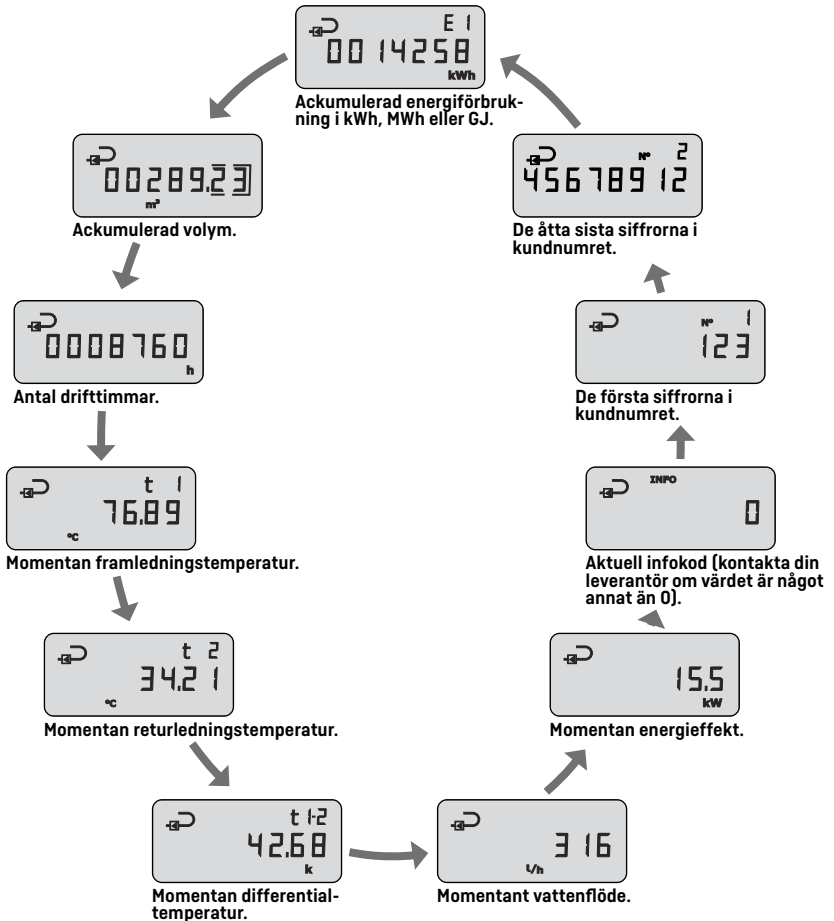 E 1
0014258
kWh
Ackumulerad energiförbruk-
ning i kWh, MWh eller GJ.
00289.23
m³
Ackumulerad volym.
0008760
h
Antal drifttimmar.
t 1
76.89
°C
Momentan framledningstemperatur.
t 2
34.21
°C
Momentan returledningstemperatur.
t 1-2
42.68
k
Momentan differential-
temperatur.
316
l/h
Momentant vattenflöde.
15.5
kW
Momentan energieffekt.
INFO
0
Aktuell infokod (kontakta din
leverantör om värdet är något
annat än 0).
N° 1
123
De första siffrorna i
kundnumret.
N° 2
45678912
De åtta sista siffrorna i
kundnumret.